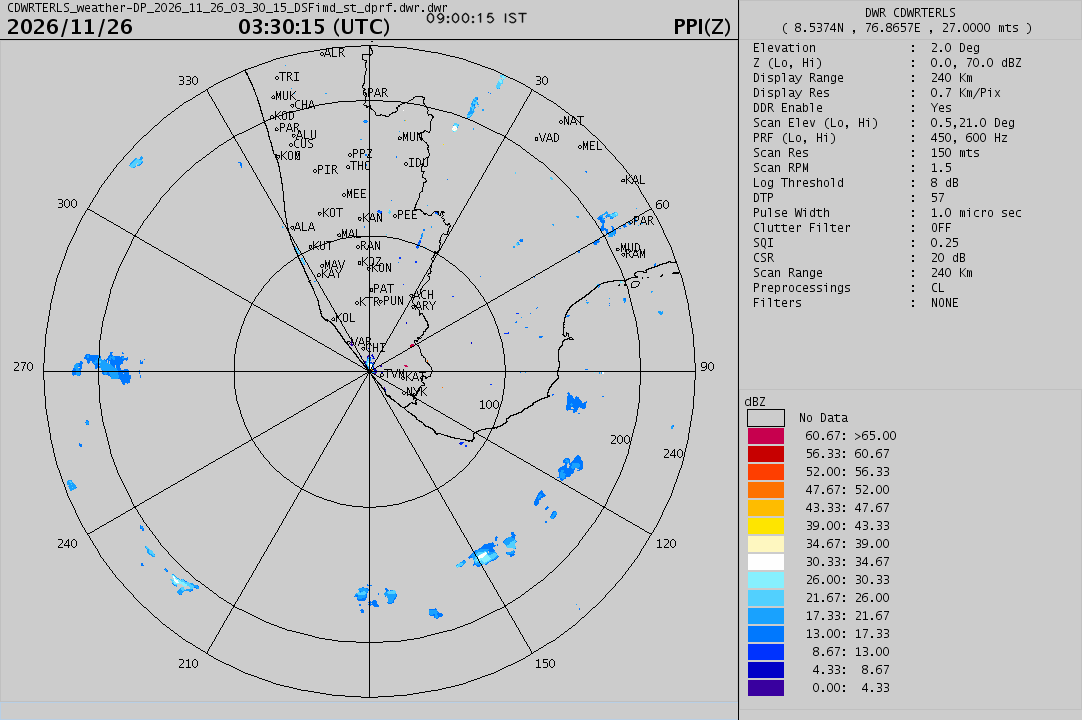 CDWRTERLS_weather-DP_2026_11_26_03_30_15_DSFimd_st_dprf.dwr.dwr
2026/11/26 03:30:15 (UTC) 09:00:15 IST PPI(Z)
DWR CDWRTERLS
( 8.5374N , 76.8657E , 27.0000 mts )
Elevation : 2.0 Deg
Z (Lo, Hi) : 0.0, 70.0 dBZ
Display Range : 240 Km
Display Res : 0.7 Km/Pix
DDR Enable : Yes
Scan Elev (Lo, Hi) : 0.5,21.0 Deg
PRF (Lo, Hi) : 450, 600 Hz
Scan Res : 150 mts
Scan RPM : 1.5
Log Threshold : 8 dB
DTP : 57
Pulse Width : 1.0 micro sec
Clutter Filter : OFF
SQI : 0.25
CSR : 20 dB
Scan Range : 240 Km
Preprocessings : CL
Filters : NONE
dBZ
No Data
60.67: >65.00
56.33: 60.67
52.00: 56.33
47.67: 52.00
43.33: 47.67
39.00: 43.33
34.67: 39.00
30.33: 34.67
26.00: 30.33
21.67: 26.00
17.33: 21.67
13.00: 17.33
8.67: 13.00
4.33: 8.67
0.00: 4.33
ALR
TRI
330
30
MUK
PAR
CHA
KOD
NAT
PAR
ALU
MUN
VAD
CUS
MEL
PPZ
THO
IDU
PIR
KAL
MEE
300
60
KOT
KAN
PEE
PAR
ALA
MAL
KUT
RAN
MUD
RAM
MAV
KOZ
KON
KAY
PAT
ACH
KTR
PUN
ARY
KOL
VAR
CHI
270
90
TVM
KAT
NYK
100
200
240
240
120
210
150